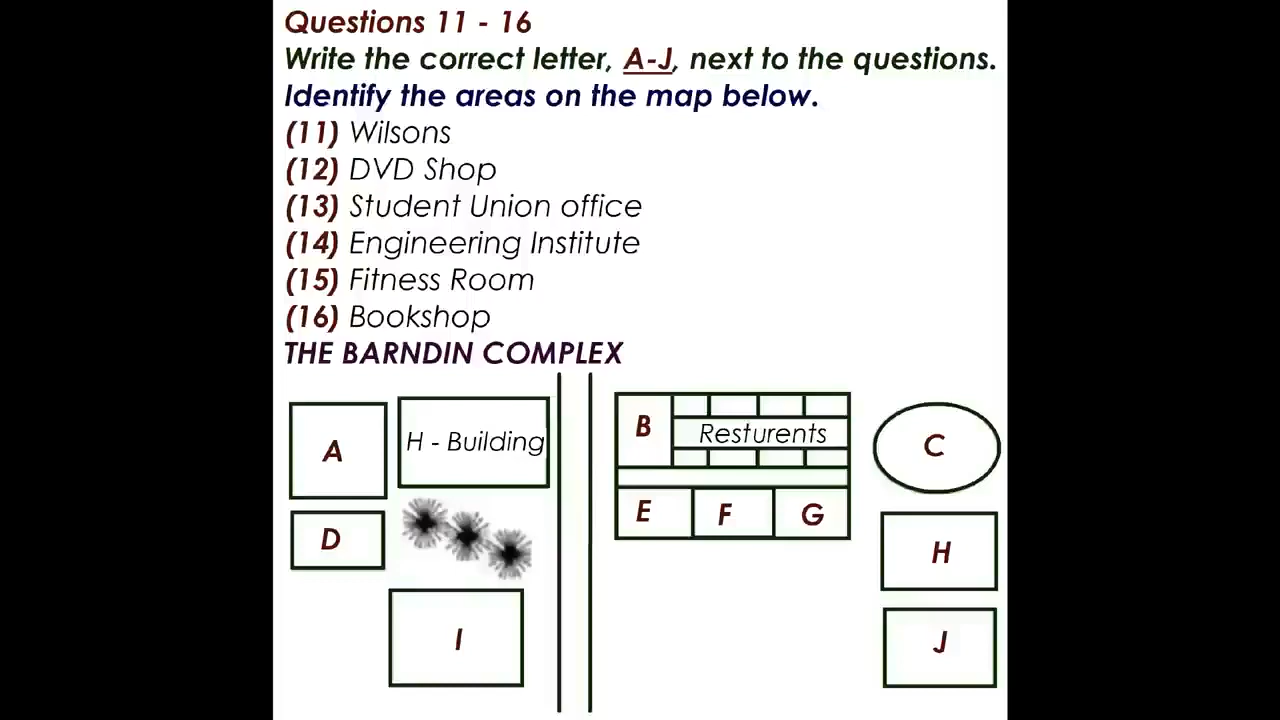 Questions 11 - 16
Write the correct letter, A-J, next to the questions.
Identify the areas on the map below.
(11) Wilsons
(12) DVD Shop
(13) Student Union office
(14) Engineering Institute
(15) Fitness Room
(16) Bookshop
THE BARNDIN COMPLEX
A
H - Building
B
Resturents
C
D
E
F
G
H
I
J